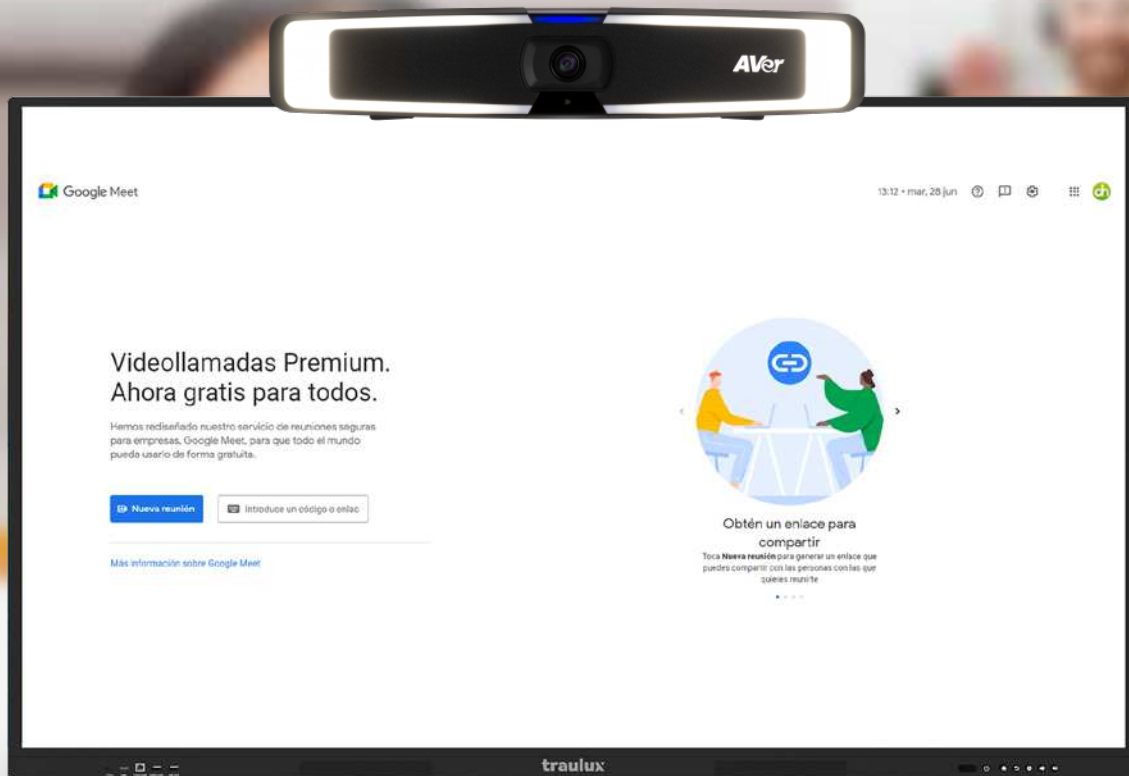 AVer
Google Meet
13:12 • mar, 28 jun
Videollamadas Premium.
Ahora gratis para todos.
Hemos rediseñado nuestro servicio de reuniones seguras
para empresas, Google Meet, para que todo el mundo
pueda usarlo de forma gratuita.
Nueva reunión
Introduce un código o enlac
Más información sobre Google Meet
Obtén un enlace para
compartir
Toca Nueva reunión para generar un enlace que
puedes compartir con las personas con las que
quieras reunirte
traulux